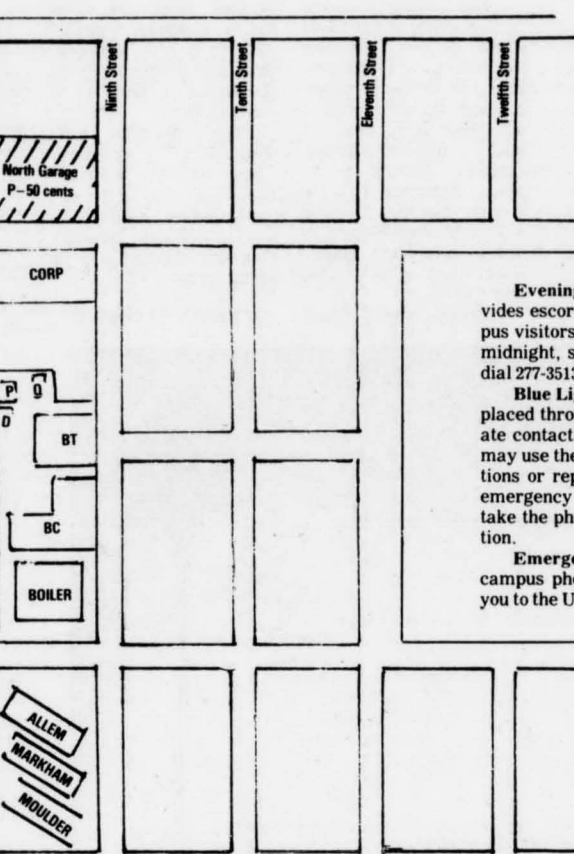 Ninth Street
Tenth Street
Eleventh Street
Twelfth Street
North Garage
P–50 cents
CORP
P
Q
D
BT
BC
BOILER
ALLEM
MARKHAM
MOULDER
Evening
vides escor
pus visitors
midnight, s
dial 277-3513
Blue Li
placed thro
ate contact
may use the
tions or rep
emergency
take the ph
tion.
Emerge
campus pho
you to the U